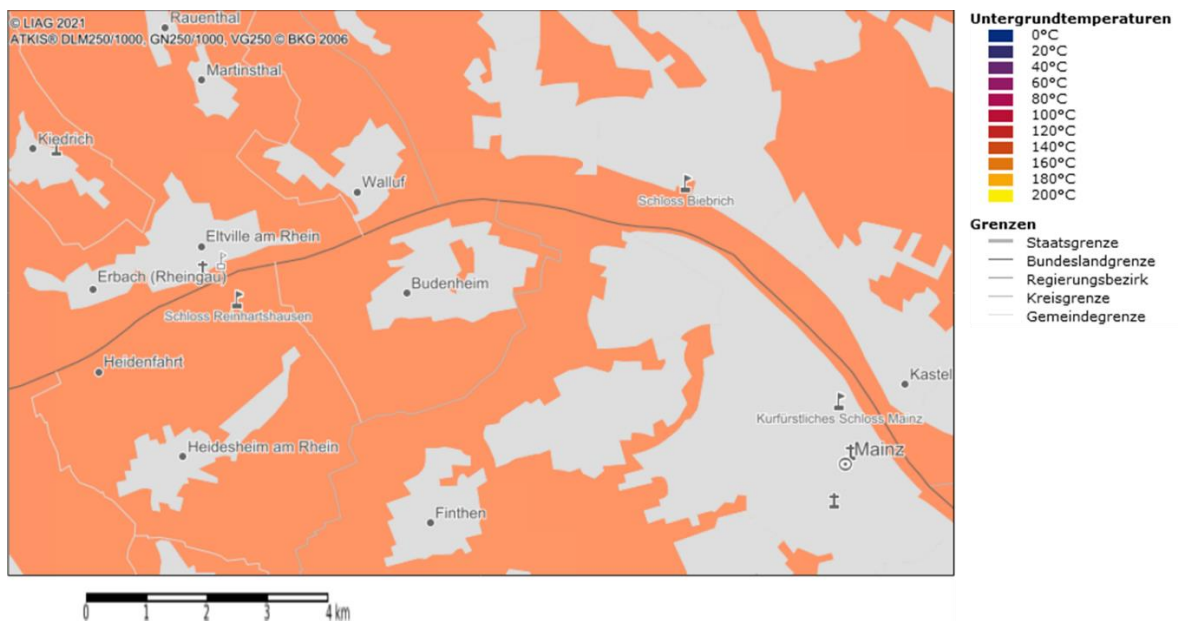 © LIAG 2021
ATKIS® DLM250/1000, GN250/1000, VG250 © BKG 2006
Rauenthal
Martinsthal
Kiedrich
Walluf
Schloss Biebrich
Eltville am Rhein
Erbach (Rheingau)
Budenheim
Schloss Reinhartshausen
Heidenfahrt
Kastel
Kurfürstliches Schloss Mainz
Heidesheim am Rhein
Mainz
Finthen
0 1 2 3 4 km
Untergrundtemperaturen
0°C
20°C
40°C
60°C
80°C
100°C
120°C
140°C
160°C
180°C
200°C
Grenzen
Staatsgrenze
Bundeslandgrenze
Regierungsbezirk
Kreisgrenze
Gemeindegrenze